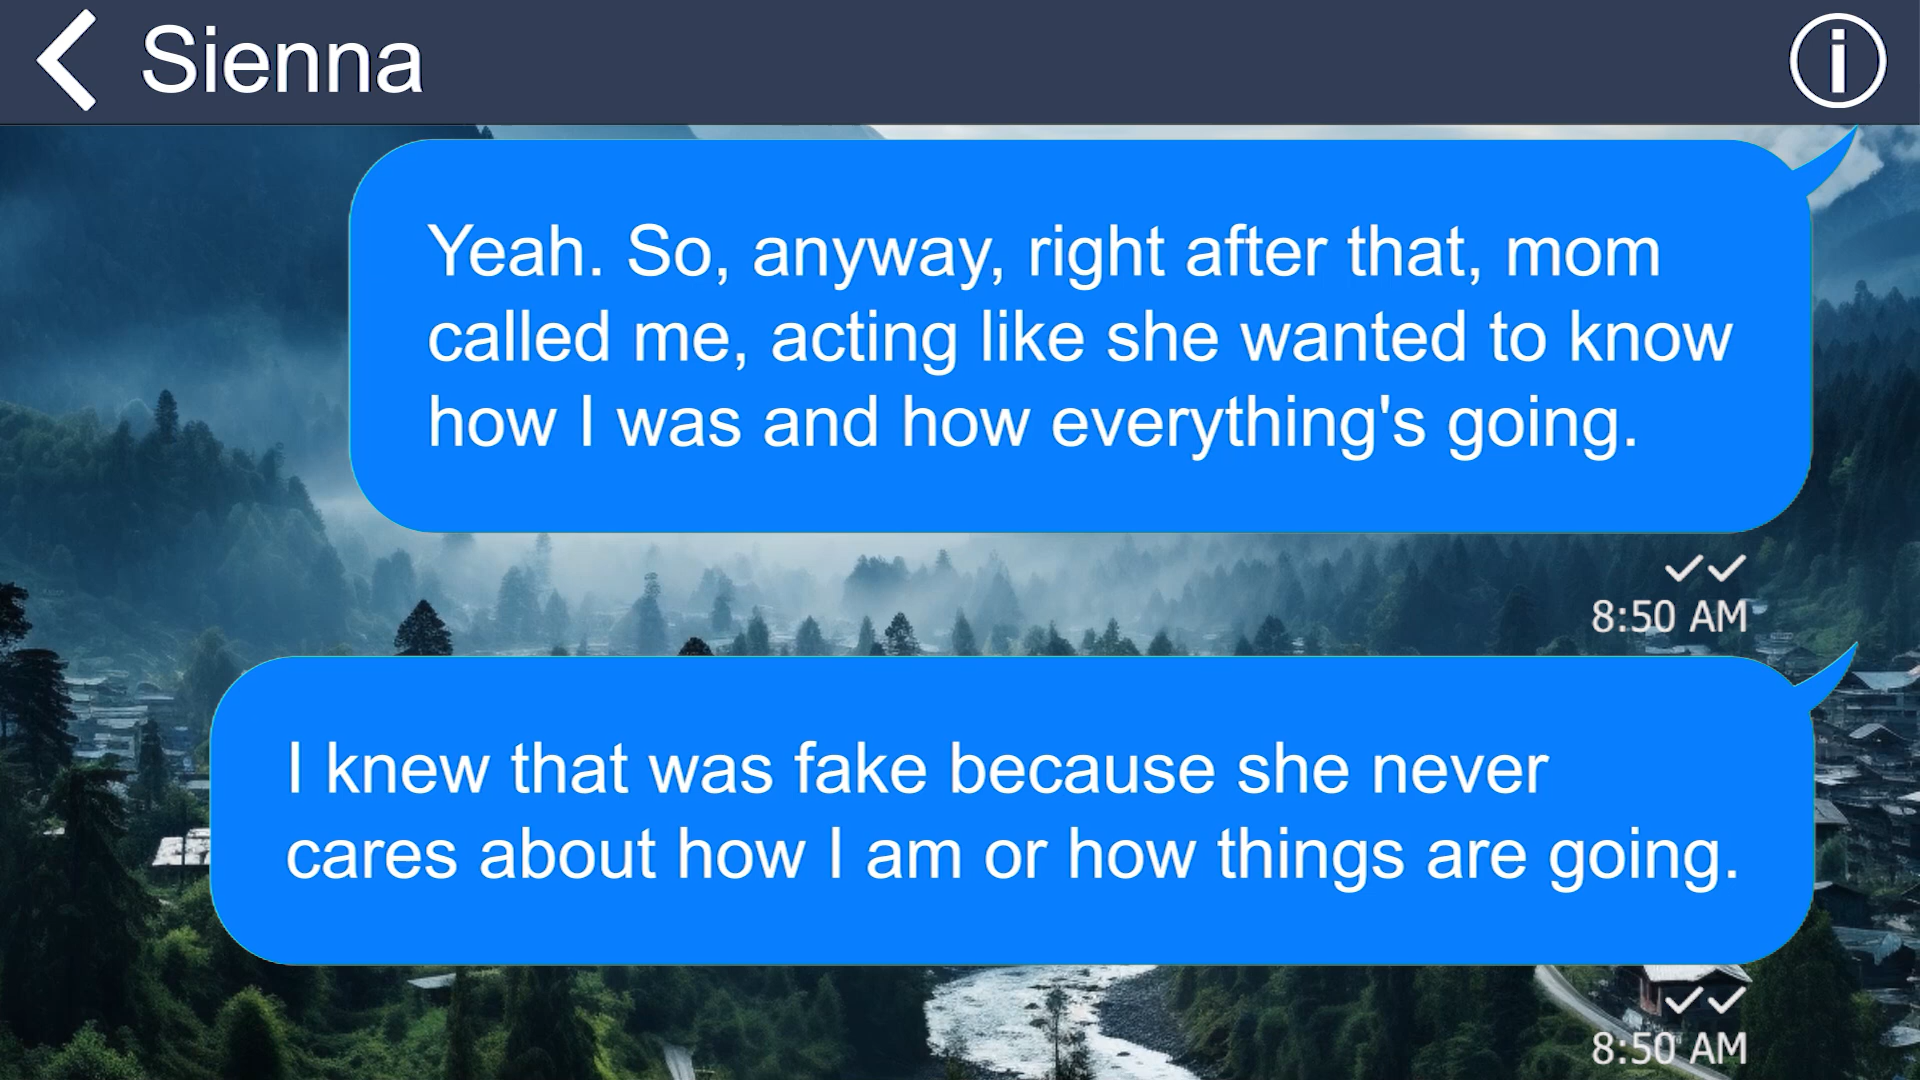 Sienna
Yeah. So, anyway, right after that, mom
called me, acting like she wanted to know
how I was and how everything's going.
8:50 AM
I knew that was fake because she never
cares about how I am or how things are going.
8:50 AM